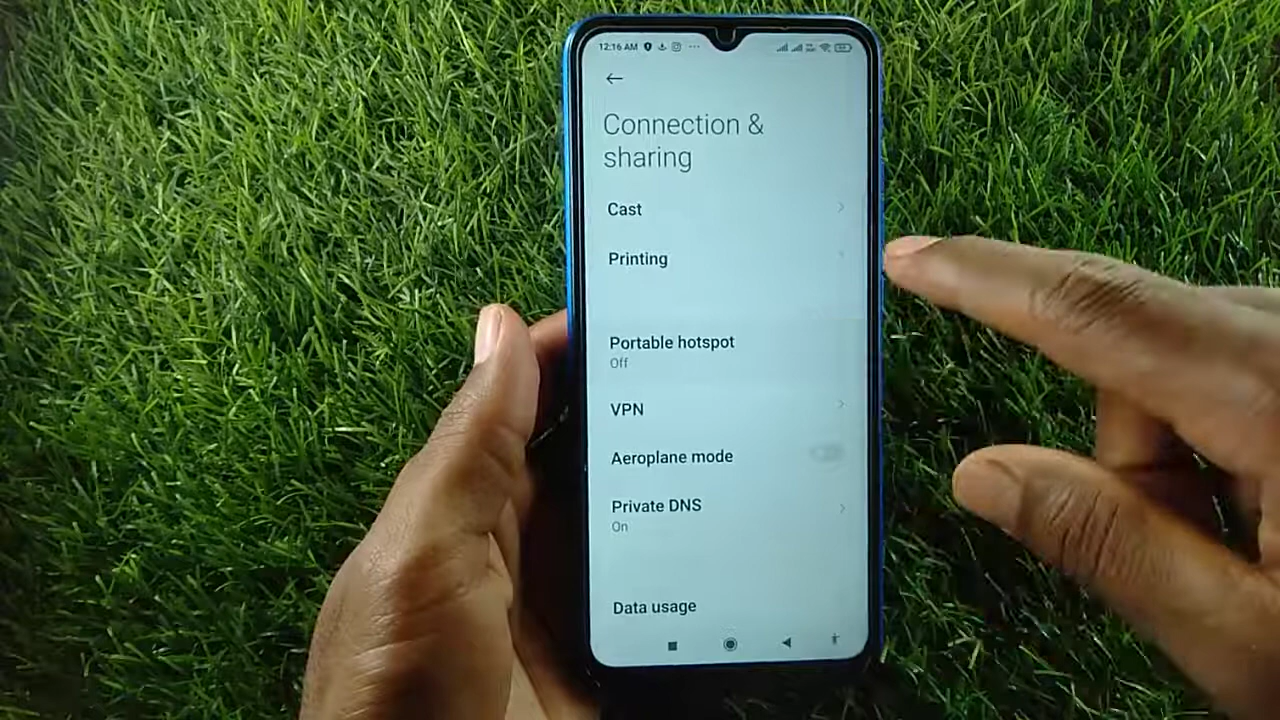 12:16 AM
Connection &
sharing
Cast
Printing
Portable hotspot
Off
VPN
Aeroplane mode
Private DNS
On
Data usage